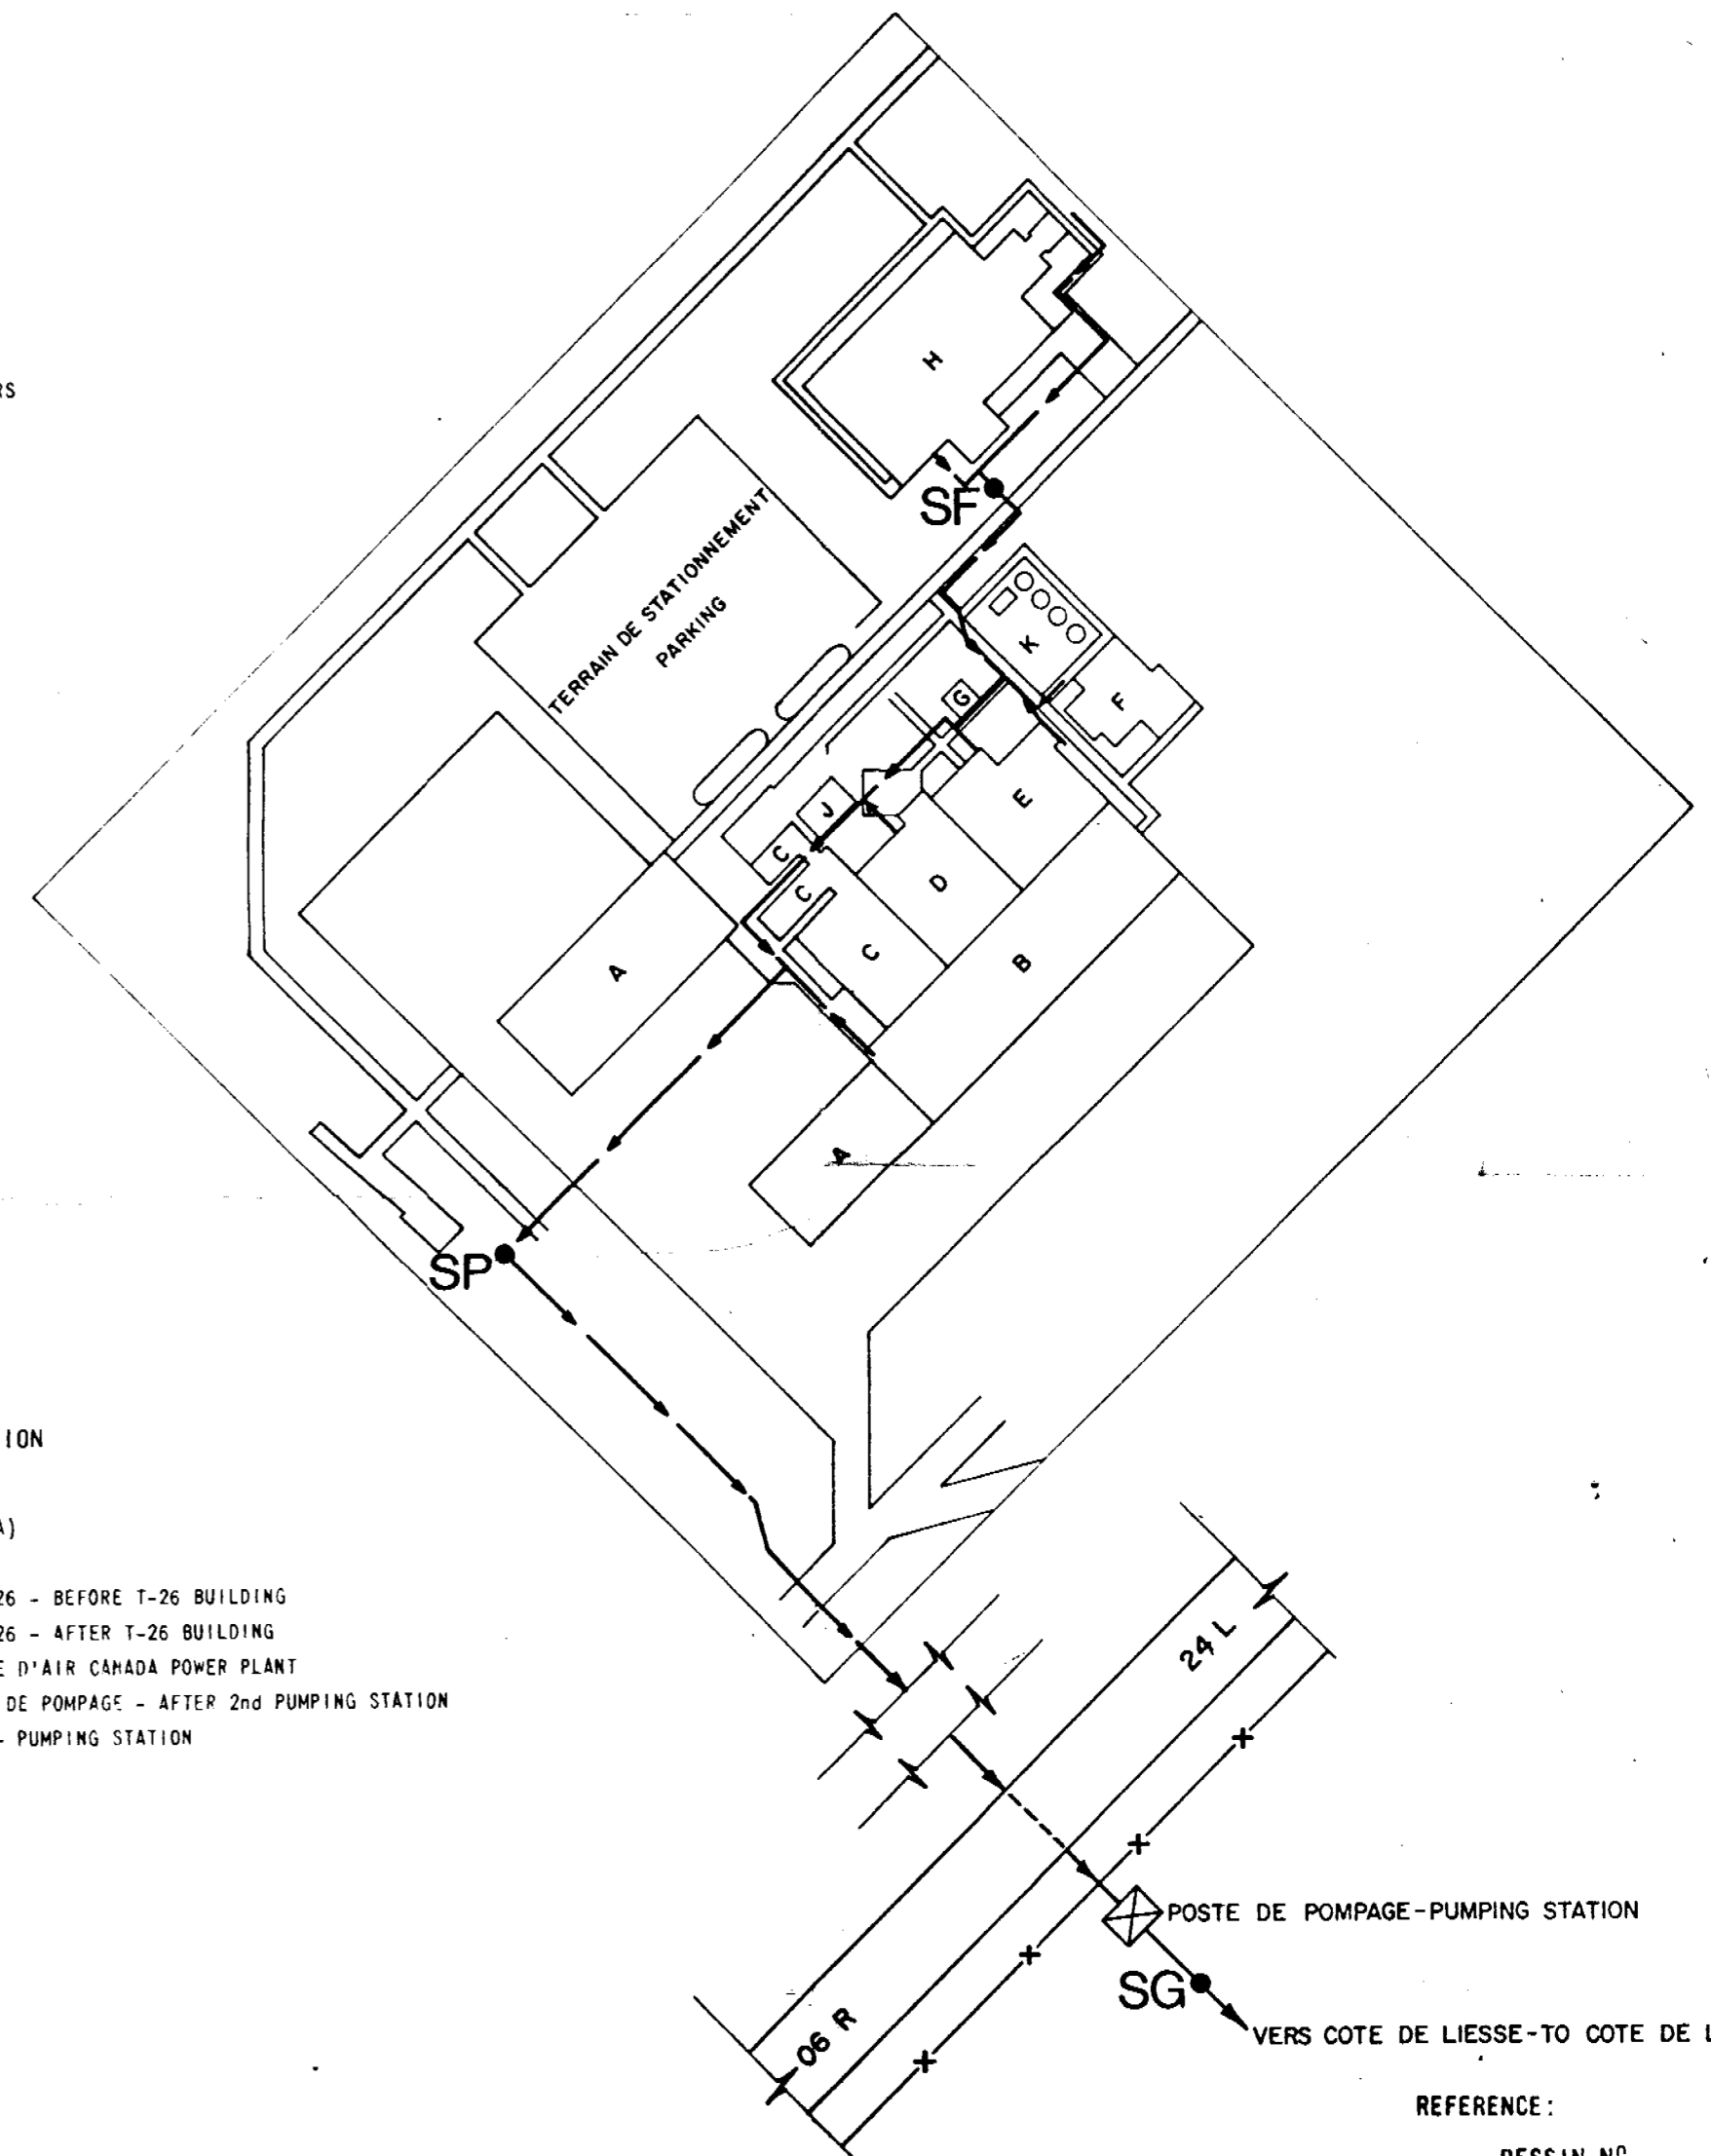 RS
H
SF
TERRAIN DE STATIONNEMENT
PARKING
K
G
F
J
E
C
D
C
C
B
A
A
SP
ION
A)
26 - BEFORE T-26 BUILDING
26 - AFTER T-26 BUILDING
E D'AIR CANADA POWER PLANT
DE POMPAGE - AFTER 2nd PUMPING STATION
- PUMPING STATION
24 L
POSTE DE POMPAGE-PUMPING STATION
SG
06 R
VERS COTE DE LIESSE-TO COTE DE L
REFERENCE: